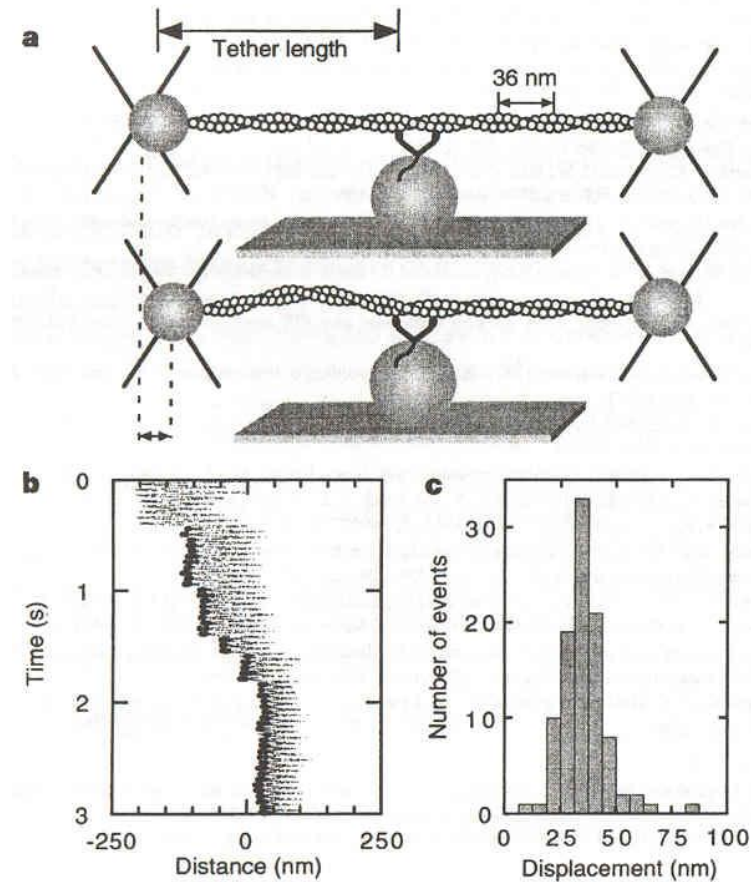 a
Tether length
36 nm
b
0
1
2
3
Time (s)
-250
0
250
Distance (nm)
c
30
20
10
0
Number of events
0
25
50
75
100
Displacement (nm)